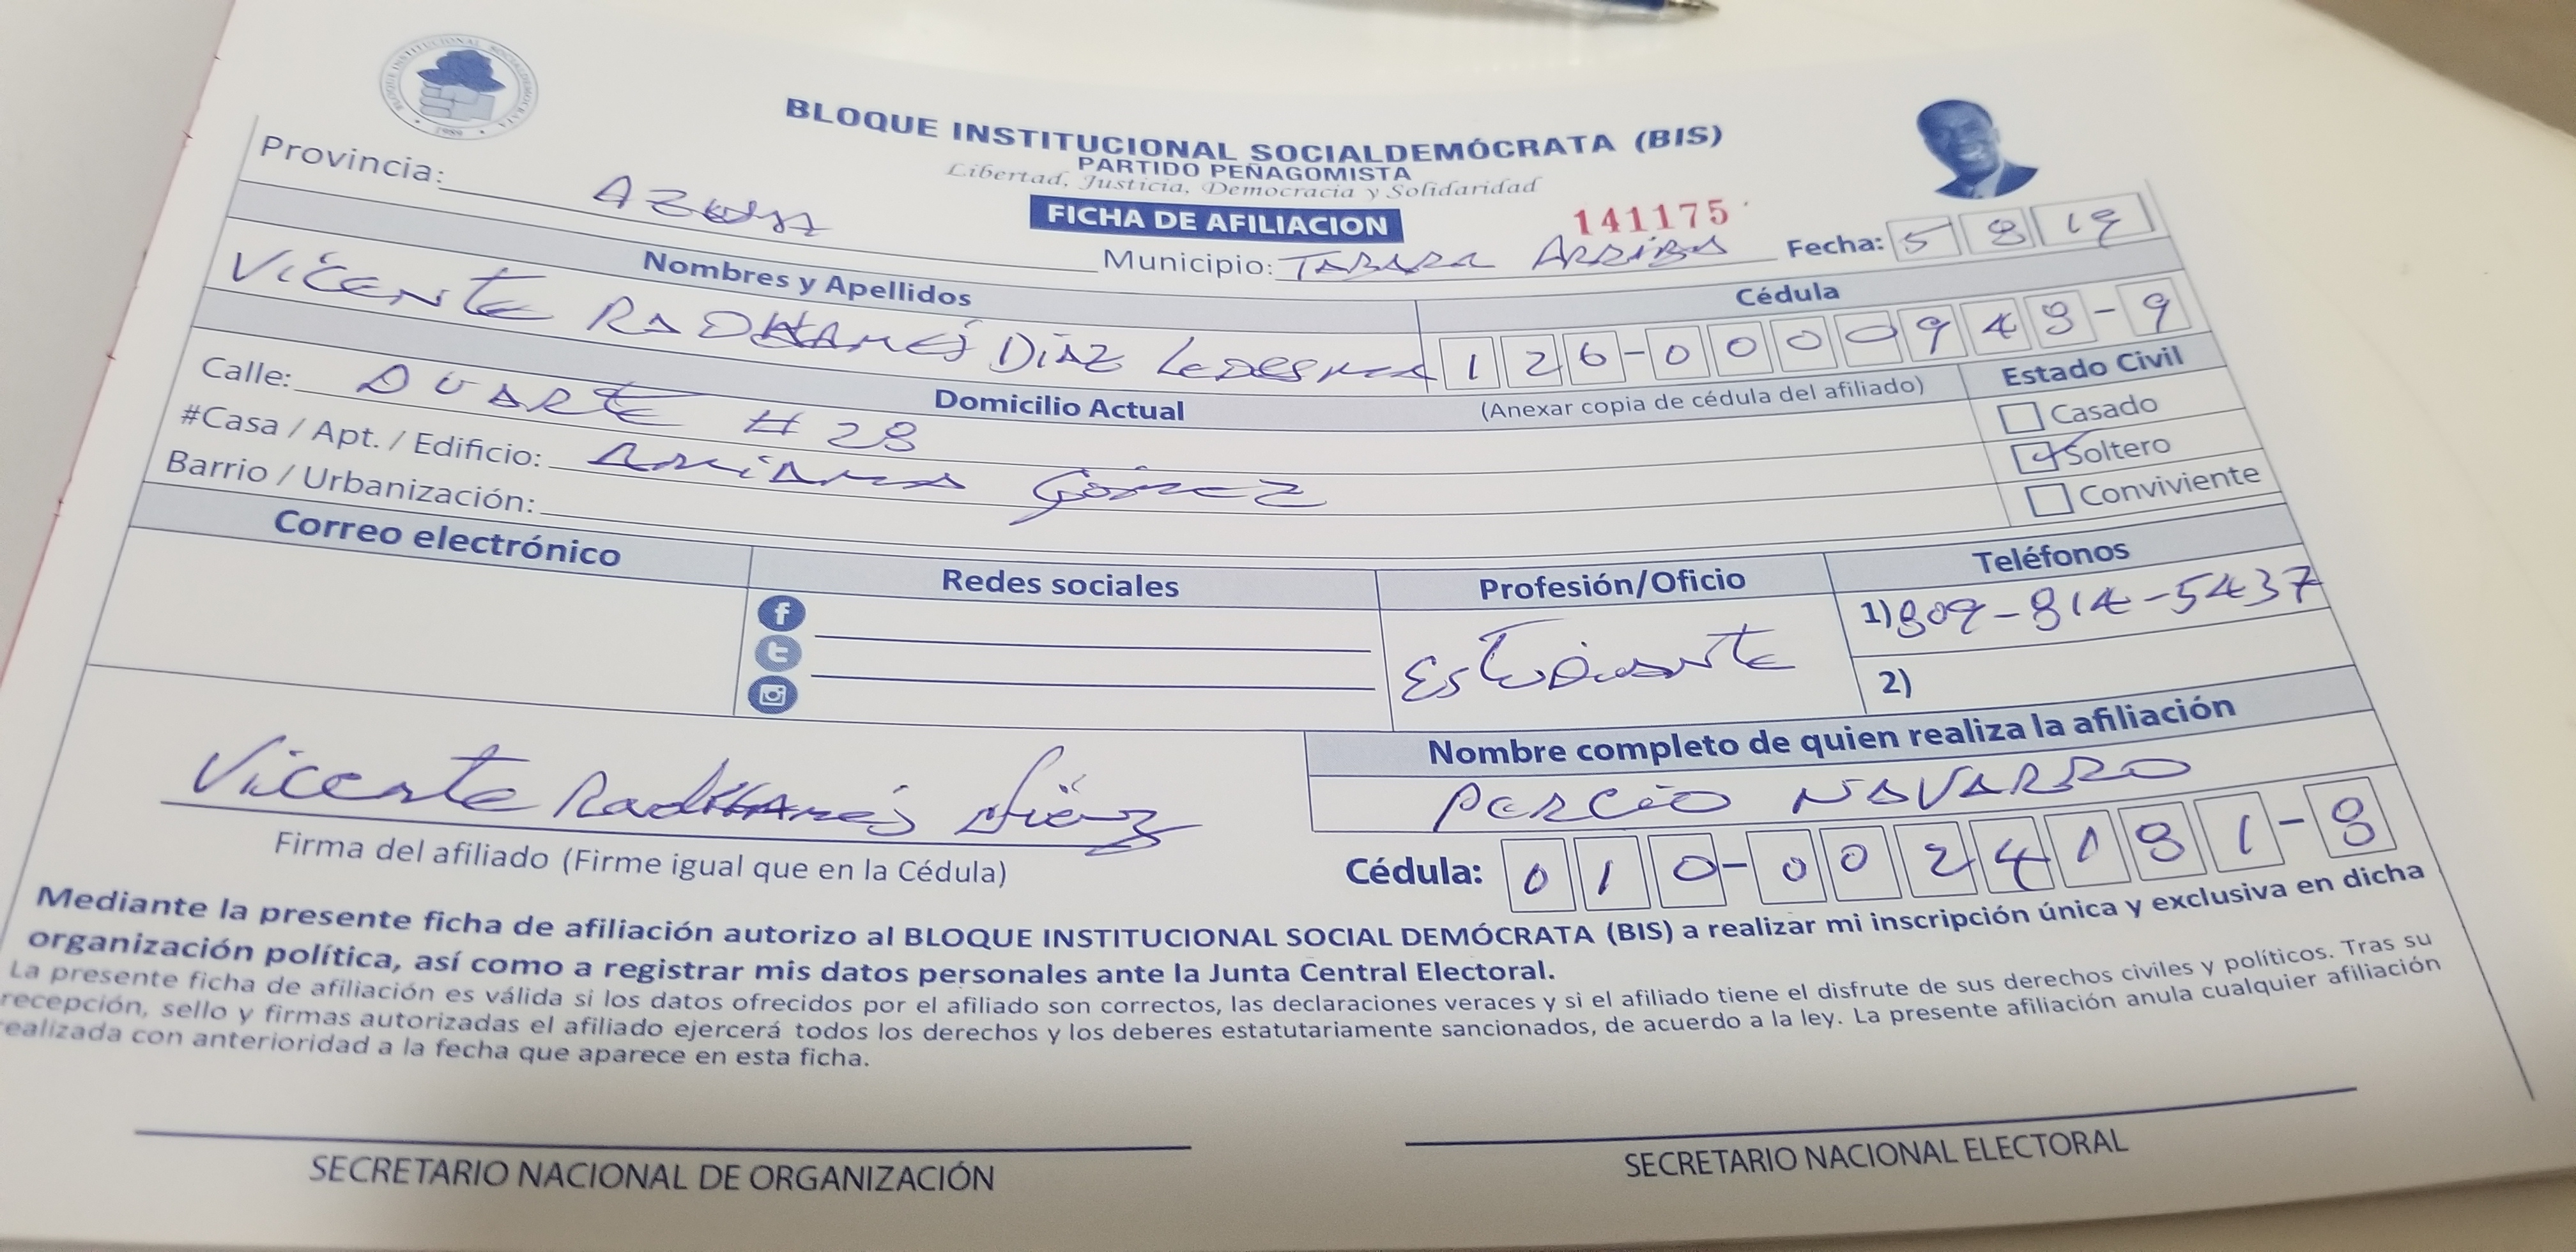 BLOQUE INSTITUCIONAL SOCIALDEMÓCRATA
1989
BLOQUE INSTITUCIONAL SOCIALDEMÓCRATA (BIS)
PARTIDO PEÑAGOMISTA
Libertad, Justicia, Democracia y Solidaridad
FICHA DE AFILIACION
141175
Provincia: AZUA
Municipio: TABARA ARRIBA
Fecha: 5 8 19
Nombres y Apellidos
Cédula
VICENTE RADHAMES DIAZ LEDESMA
126-0000943-9
Domicilio Actual
(Anexar copia de cédula del afiliado)
Estado Civil
Calle: DUARTE # 28
Casado
#Casa / Apt. / Edificio: AMIAMA GOMEZ
Soltero
Barrio / Urbanización:
Conviviente
Correo electrónico
Redes sociales
Profesión/Oficio
Teléfonos
ESTUDIANTE
1) 809-814-5437
2)
Nombre completo de quien realiza la afiliación
PERCIO NAVARRO
Vicente Radhames Díaz
Firma del afiliado (Firme igual que en la Cédula)
Cédula: 010-0024081-8
Mediante la presente ficha de afiliación autorizo al BLOQUE INSTITUCIONAL SOCIAL DEMÓCRATA (BIS) a realizar mi inscripción única y exclusiva en dicha
organización política, así como a registrar mis datos personales ante la Junta Central Electoral.
La presente ficha de afiliación es válida si los datos ofrecidos por el afiliado son correctos, las declaraciones veraces y si el afiliado tiene el disfrute de sus derechos civiles y políticos. Tras su
recepción, sello y firmas autorizadas el afiliado ejercerá todos los derechos y los deberes estatutariamente sancionados, de acuerdo a la ley. La presente afiliación anula cualquier afiliación
realizada con anterioridad a la fecha que aparece en esta ficha.
SECRETARIO NACIONAL DE ORGANIZACIÓN
SECRETARIO NACIONAL ELECTORAL